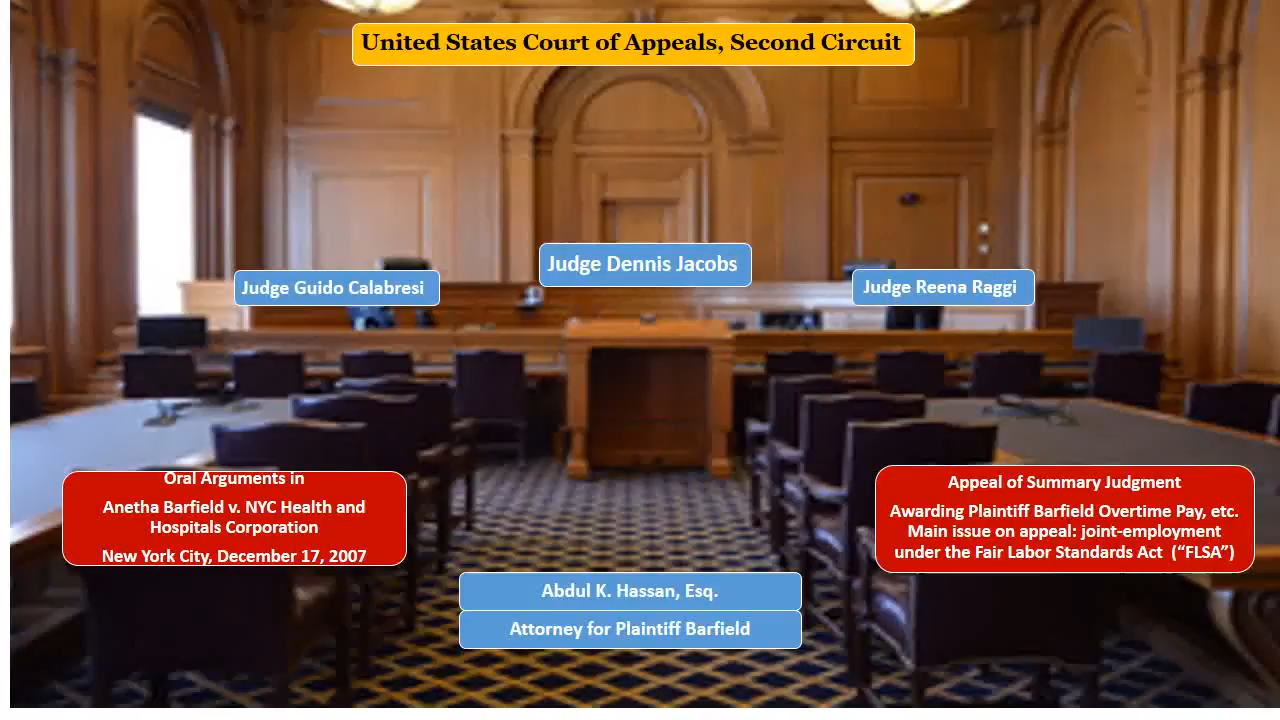 United States Court of Appeals, Second Circuit
Judge Dennis Jacobs
Judge Guido Calabresi
Judge Reena Raggi
Oral Arguments in
Anetha Barfield v. NYC Health and
Hospitals Corporation
New York City, December 17, 2007
Appeal of Summary Judgment
Awarding Plaintiff Barfield Overtime Pay, etc.
Main issue on appeal: joint-employment
under the Fair Labor Standards Act (“FLSA”)
Abdul K. Hassan, Esq.
Attorney for Plaintiff Barfield